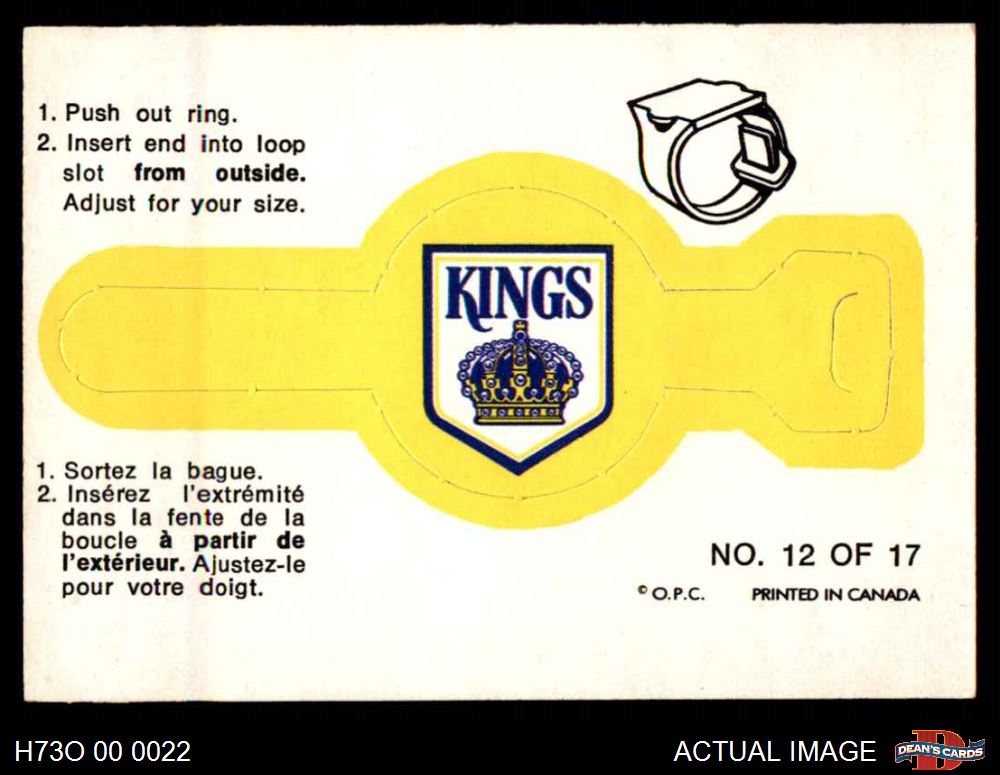 1. Push out ring.
2. Insert end into loop
slot from outside.
Adjust for your size.
KINGS
1. Sortez la bague.
2. Insérez l'extrémité
dans la fente de la
boucle à partir de
l'extérieur. Ajustez-le
pour votre doigt.
NO. 12 OF 17
© O.P.C. PRINTED IN CANADA
H73O 00 0022
ACTUAL IMAGE
DEAN'S CARDS